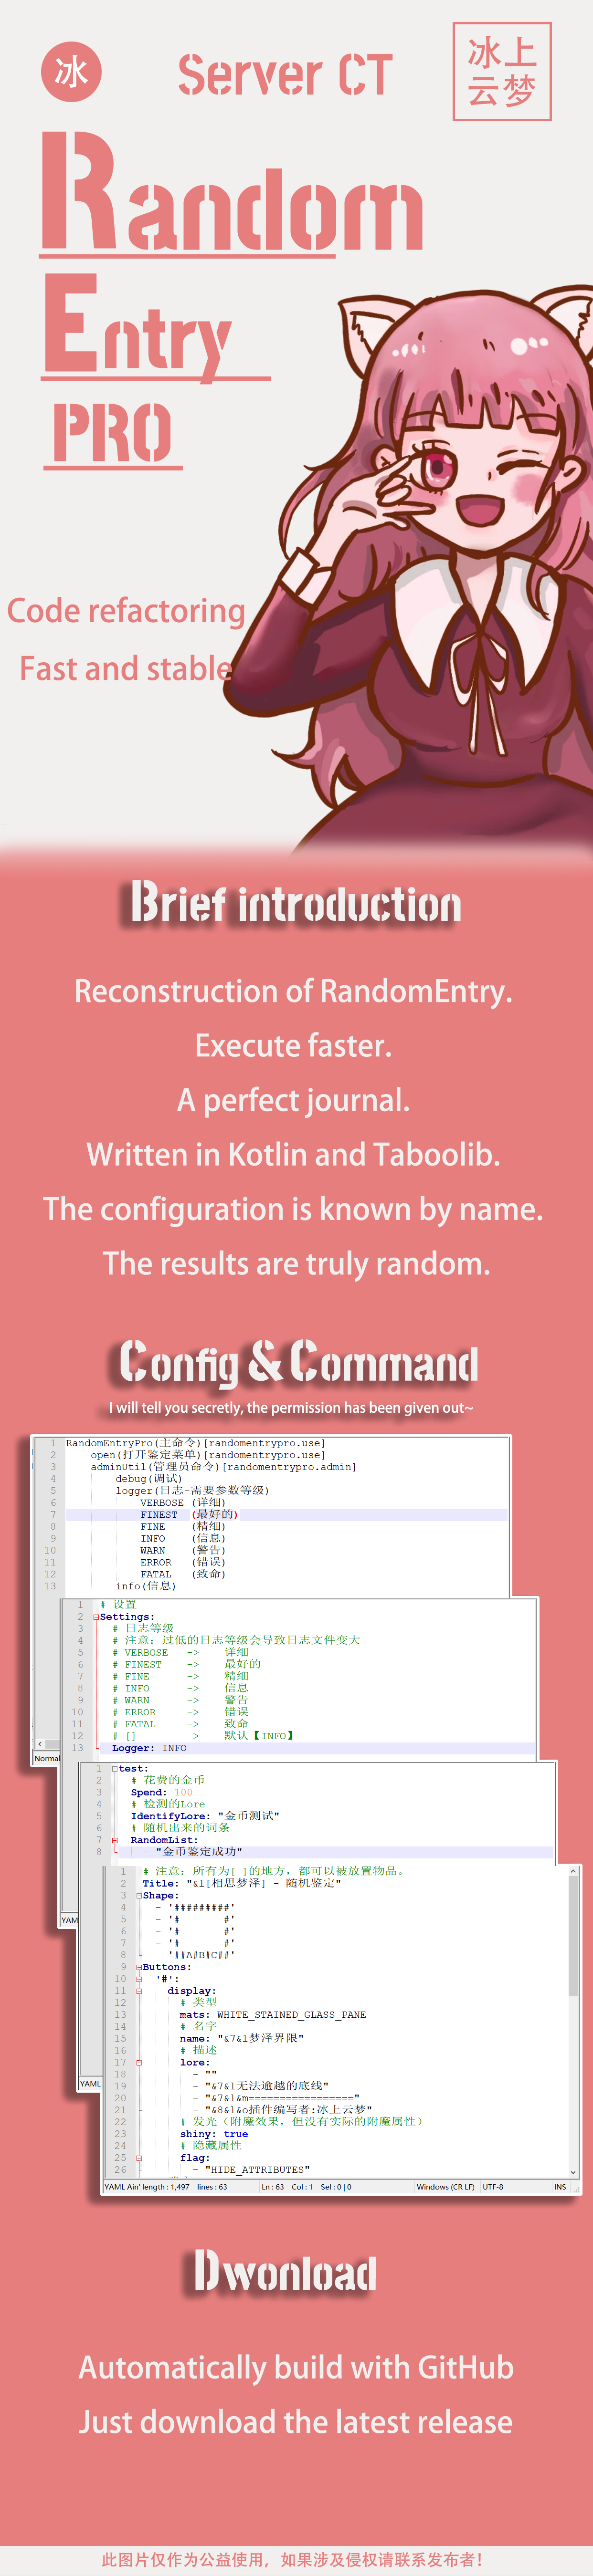 冰
Server CT
冰上
云梦
Random
Entry
PRO
Code refactoring
Fast and stable
Brief introduction
Reconstruction of RandomEntry.
Execute faster.
A perfect journal.
Written in Kotlin and Taboolib.
The configuration is known by name.
The results are truly random.
Config & Command
I will tell you secretly, the permission has been given out~
1 RandomEntryPro(主命令)[randomentrypro.use]
2 open(打开鉴定菜单)[randomentrypro.use]
3 adminUtil(管理员命令)[randomentrypro.admin]
4 debug(调试)
5 logger(日志-需要参数等级)
6 VERBOSE (详细)
7 FINEST (最好的)
8 FINE (精细)
9 INFO (信息)
10 WARN (警告)
11 ERROR (错误)
12 FATAL (致命)
13 info(信息)
Normal
1 # 设置
2 Settings:
3 # 日志等级
4 # 注意：过低的日志等级会导致日志文件变大
5 # VERBOSE -> 详细
6 # FINEST -> 最好的
7 # FINE -> 精细
8 # INFO -> 信息
9 # WARN -> 警告
10 # ERROR -> 错误
11 # FATAL -> 致命
12 # [] -> 默认【INFO】
13 Logger: INFO
YAM
1 test:
2 # 花费的金币
3 Spend: 100
4 # 检测的Lore
5 IdentifyLore: "金币测试"
6 # 随机出来的词条
7 RandomList:
8 - "金币鉴定成功"
YAML
1 # 注意：所有为[ ]的地方，都可以被放置物品。
2 Title: "&1[相思梦泽] - 随机鉴定"
3 Shape:
4 - '#########'
5 - '# #'
6 - '# #'
7 - '# #'
8 - '##A#B#C##'
9 Buttons:
10 '#':
11 display:
12 # 类型
13 mats: WHITE_STAINED_GLASS_PANE
14 # 名字
15 name: "&7&l梦泽界限"
16 # 描述
17 lore:
18 - ""
19 - "&7&l无法逾越的底线"
20 - "&7&l&m================="
21 - "&8&l&o插件编写者:冰上云梦"
22 # 发光（附魔效果，但没有实际的附魔属性）
23 shiny: true
24 # 隐藏属性
25 flag:
26 - "HIDE_ATTRIBUTES"
YAML Ain' length : 1,497 lines : 63 Ln : 63 Col : 1 Sel : 0 | 0 Windows (CR LF) UTF-8 INS
Dwonload
Automatically build with GitHub
Just download the latest release
此图片仅作为公益使用，如果涉及侵权请联系发布者！